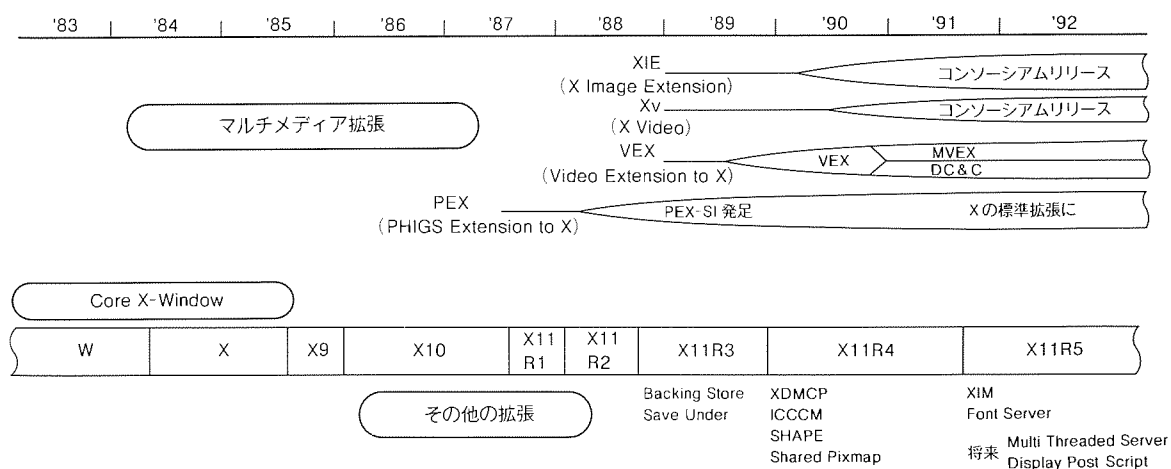 '83 '84 '85 '86 '87 '88 '89 '90 '91 '92
XIE
(X Image Extension)
コンソーシアムリリース
マルチメディア拡張
Xv
(X Video)
コンソーシアムリリース
VEX
(Video Extension to X)
VEX
MVEX
DC&C
PEX
(PHIGS Extension to X)
PEX-SI 発足
Xの標準拡張に
Core X-Window
W X X9 X10 X11 R1 X11 R2 X11R3 X11R4 X11R5
その他の拡張
Backing Store
Save Under
XDMCP
ICCCM
SHAPE
Shared Pixmap
XIM
Font Server
将来 Multi Threaded Server
Display Post Script